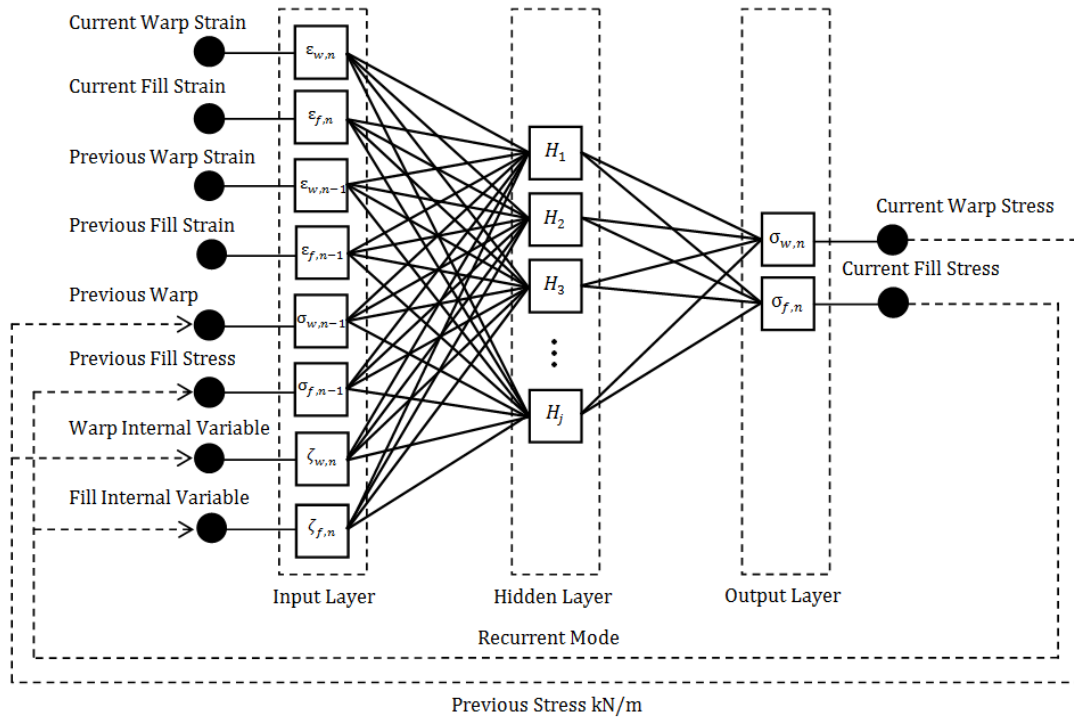 Current Warp Strain
ε_{w,n}
Current Fill Strain
ε_{f,n}
Previous Warp Strain
ε_{w,n−1}
Previous Fill Strain
ε_{f,n−1}
Previous Warp
σ_{w,n−1}
Previous Fill Stress
σ_{f,n−1}
Warp Internal Variable
ζ_{w,n}
Fill Internal Variable
ζ_{f,n}
H_1
H_2
H_3
H_j
σ_{w,n}
Current Warp Stress
σ_{f,n}
Current Fill Stress
Input Layer
Hidden Layer
Output Layer
Recurrent Mode
Previous Stress kN/m